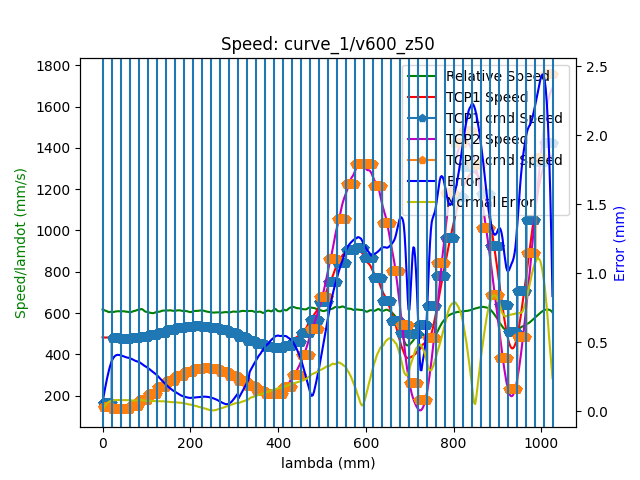 Speed: curve_1/v600_z50
1800
1600
1400
1200
1000
800
600
400
200
Speed/lamdot (mm/s)
Relative Speed
TCP1 Speed
TCP1 cmd Speed
TCP2 Speed
TCP2 cmd Speed
Error
Normal Error
2.5
2.0
1.5
1.0
0.5
0.0
Error (mm)
0 200 400 600 800 1000
lambda (mm)